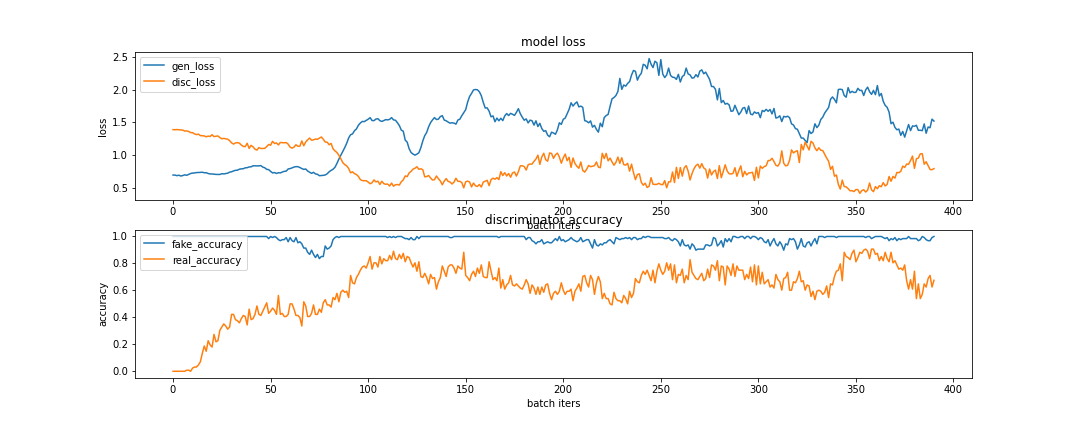 model loss
2.5
2.0
1.5
1.0
0.5
loss
gen_loss
disc_loss
0 50 100 150 200 250 300 350 400
batch iters
discriminator accuracy
1.0
0.8
0.6
0.4
0.2
0.0
accuracy
fake_accuracy
real_accuracy
0 50 100 150 200 250 300 350 400
batch iters